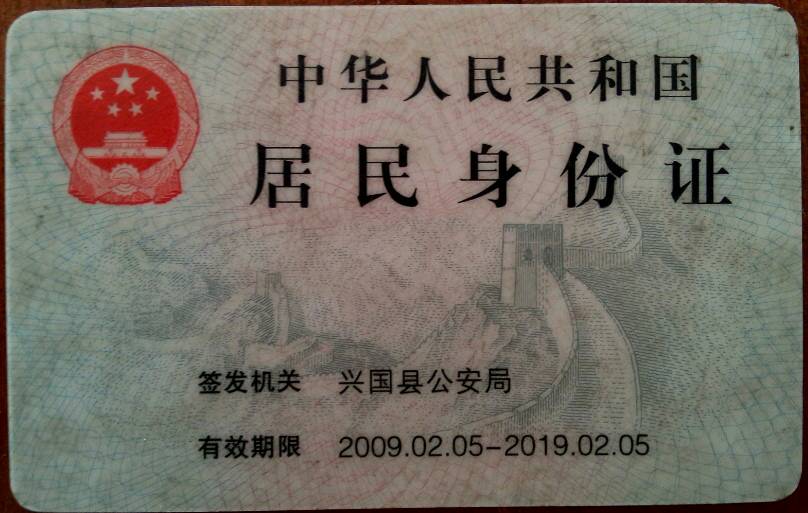 中华人民共和国
居民身份证
签发机关 兴国县公安局
有效期限 2009.02.05-2019.02.05